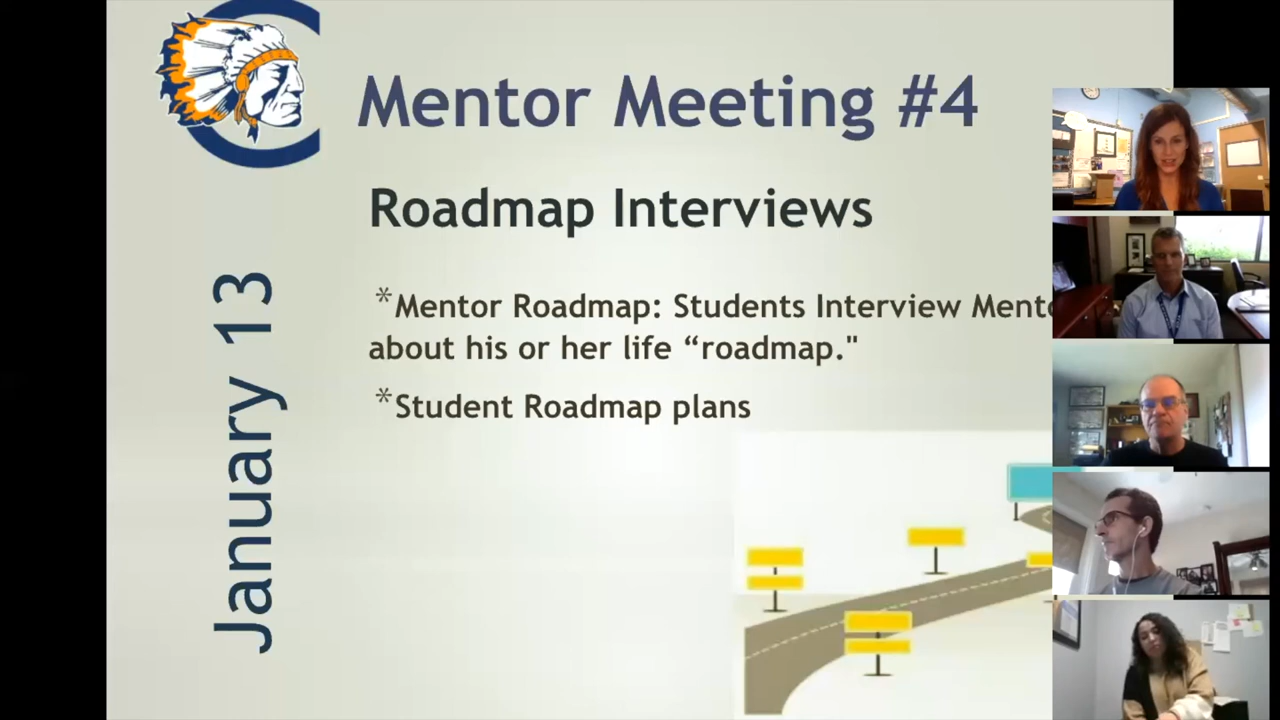 Mentor Meeting #4
Roadmap Interviews
*Mentor Roadmap: Students Interview Mento
about his or her life “roadmap."
*Student Roadmap plans
January 13